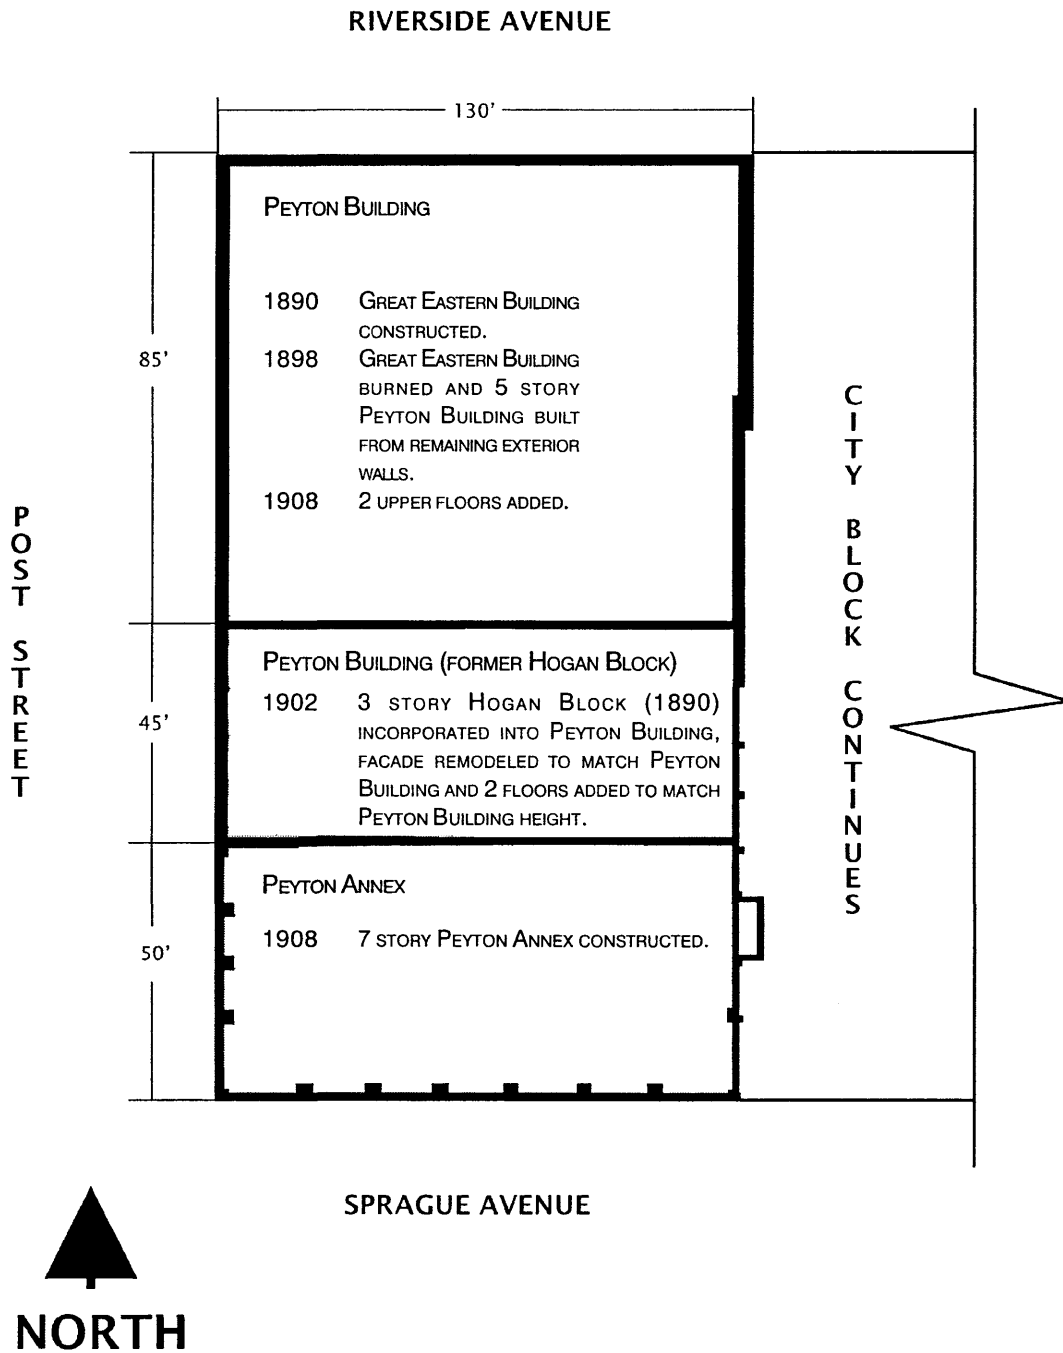 RIVERSIDE AVENUE
130'
PEYTON BUILDING
1890 GREAT EASTERN BUILDING
CONSTRUCTED.
1898 GREAT EASTERN BUILDING
BURNED AND 5 STORY
PEYTON BUILDING BUILT
FROM REMAINING EXTERIOR
WALLS.
1908 2 UPPER FLOORS ADDED.
85'
POST STREET
CITY BLOCK CONTINUES
PEYTON BUILDING (FORMER HOGAN BLOCK)
1902 3 STORY HOGAN BLOCK (1890)
INCORPORATED INTO PEYTON BUILDING,
FACADE REMODELED TO MATCH PEYTON
BUILDING AND 2 FLOORS ADDED TO MATCH
PEYTON BUILDING HEIGHT.
45'
PEYTON ANNEX
1908 7 STORY PEYTON ANNEX CONSTRUCTED.
50'
SPRAGUE AVENUE
NORTH